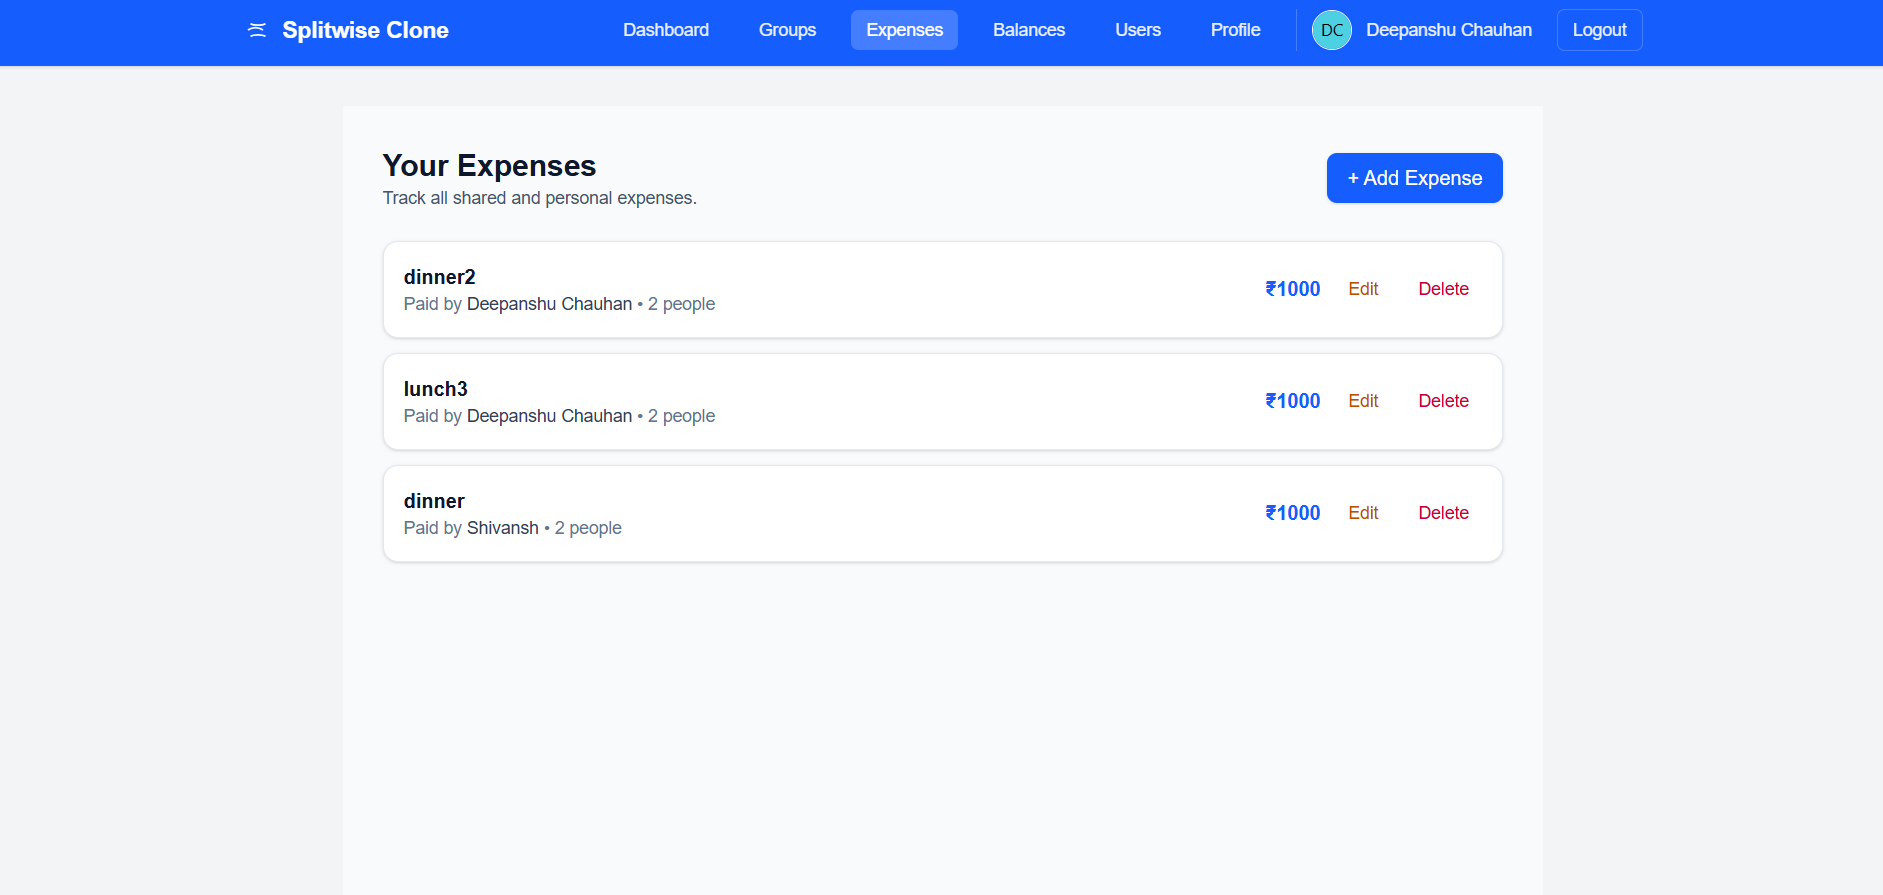 Splitwise Clone
Dashboard Groups Expenses Balances Users Profile DC Deepanshu Chauhan Logout
Your Expenses
Track all shared and personal expenses.
+ Add Expense
dinner2
Paid by Deepanshu Chauhan • 2 people
₹1000 Edit Delete
lunch3
Paid by Deepanshu Chauhan • 2 people
₹1000 Edit Delete
dinner
Paid by Shivansh • 2 people
₹1000 Edit Delete